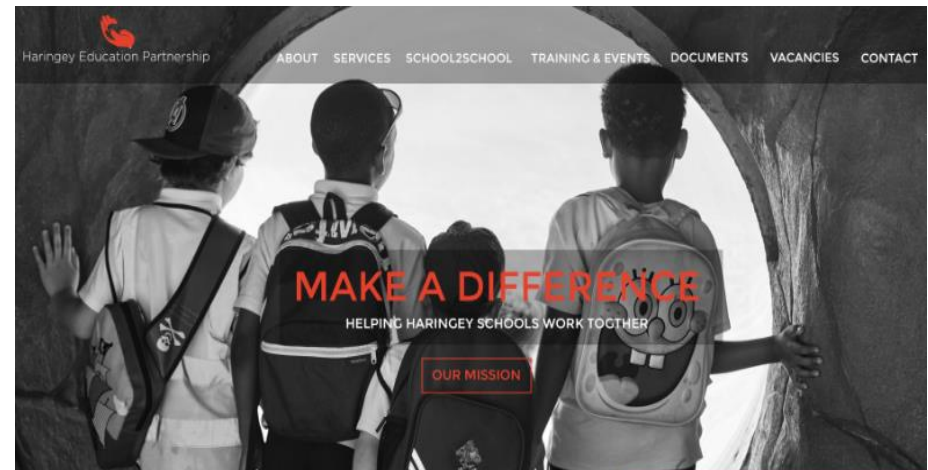 Haringey Education Partnership
ABOUT SERVICES SCHOOL2SCHOOL TRAINING & EVENTS DOCUMENTS VACANCIES CONTACT
MAKE A DIFFERENCE
HELPING HARINGEY SCHOOLS WORK TOGTHER
OUR MISSION